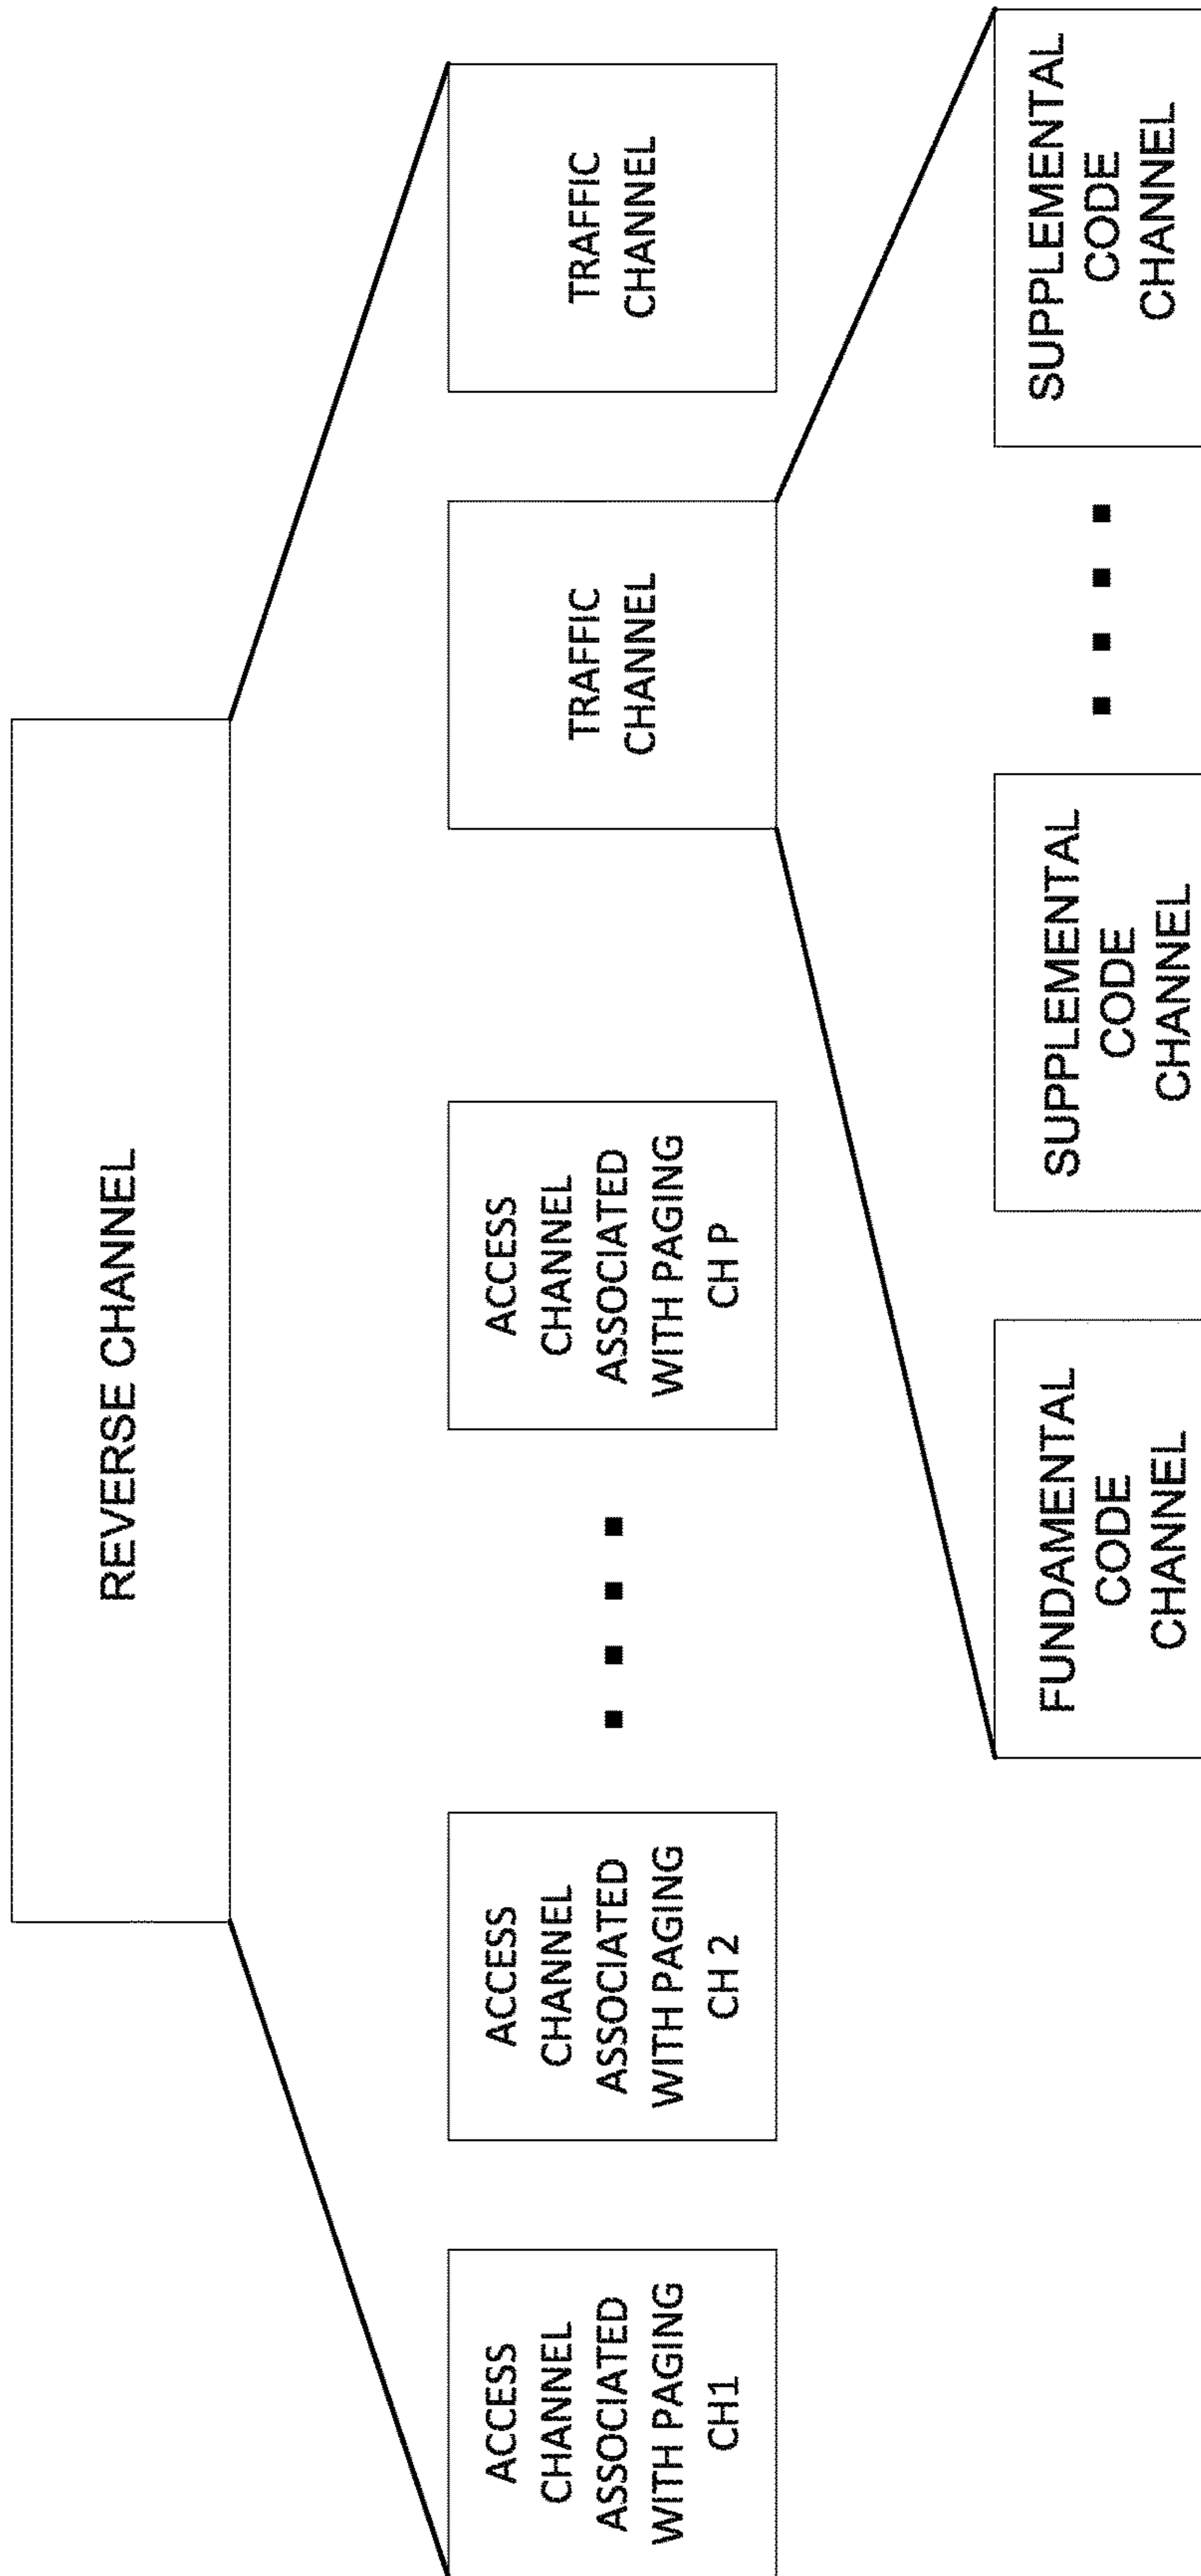 REVERSE CHANNEL
ACCESS
CHANNEL
ASSOCIATED
WITH PAGING
CH1
ACCESS
CHANNEL
ASSOCIATED
WITH PAGING
CH 2
ACCESS
CHANNEL
ASSOCIATED
WITH PAGING
CH P
TRAFFIC
CHANNEL
TRAFFIC
CHANNEL
FUNDAMENTAL
CODE
CHANNEL
SUPPLEMENTAL
CODE
CHANNEL
SUPPLEMENTAL
CODE
CHANNEL